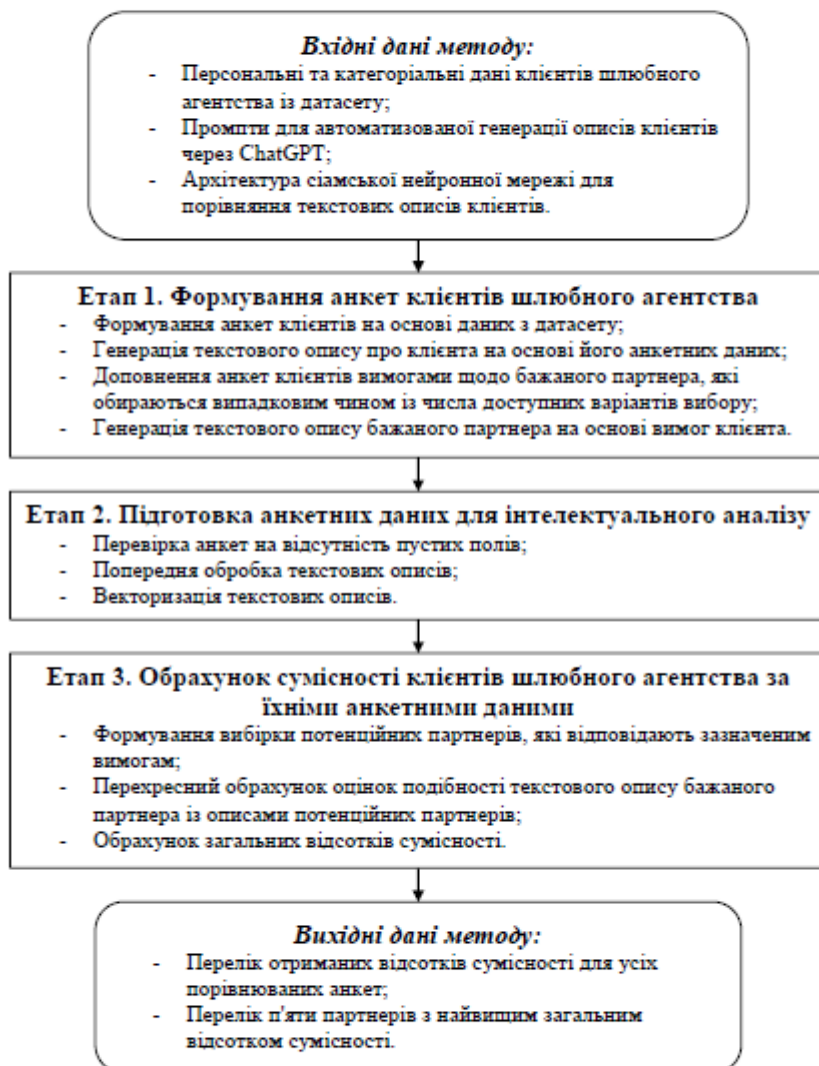 Вхідні дані методу:
- Персональні та категоріальні дані клієнтів шлюбного
агентства із датасету;
- Промпти для автоматизованої генерації описів клієнтів
через ChatGPT;
- Архітектура сіамської нейронної мережі для
порівняння текстових описів клієнтів.
Етап 1. Формування анкет клієнтів шлюбного агентства
- Формування анкет клієнтів на основі даних з датасету;
- Генерація текстового опису про клієнта на основі його анкетних даних;
- Доповнення анкет клієнтів вимогами щодо бажаного партнера, які
обираються випадковим чином із числа доступних варіантів вибору;
- Генерація текстового опису бажаного партнера на основі вимог клієнта.
Етап 2. Підготовка анкетних даних для інтелектуального аналізу
- Перевірка анкет на відсутність пустих полів;
- Попередня обробка текстових описів;
- Векторизація текстових описів.
Етап 3. Обрахунок сумісності клієнтів шлюбного агентства за
їхніми анкетними даними
- Формування вибірки потенційних партнерів, які відповідають зазначеним
вимогам;
- Перехресний обрахунок оцінок подібності текстового опису бажаного
партнера із описами потенційних партнерів;
- Обрахунок загальних відсотків сумісності.
Вихідні дані методу:
- Перелік отриманих відсотків сумісності для усіх
порівнюваних анкет;
- Перелік п'яти партнерів з найвищим загальним
відсотком сумісності.